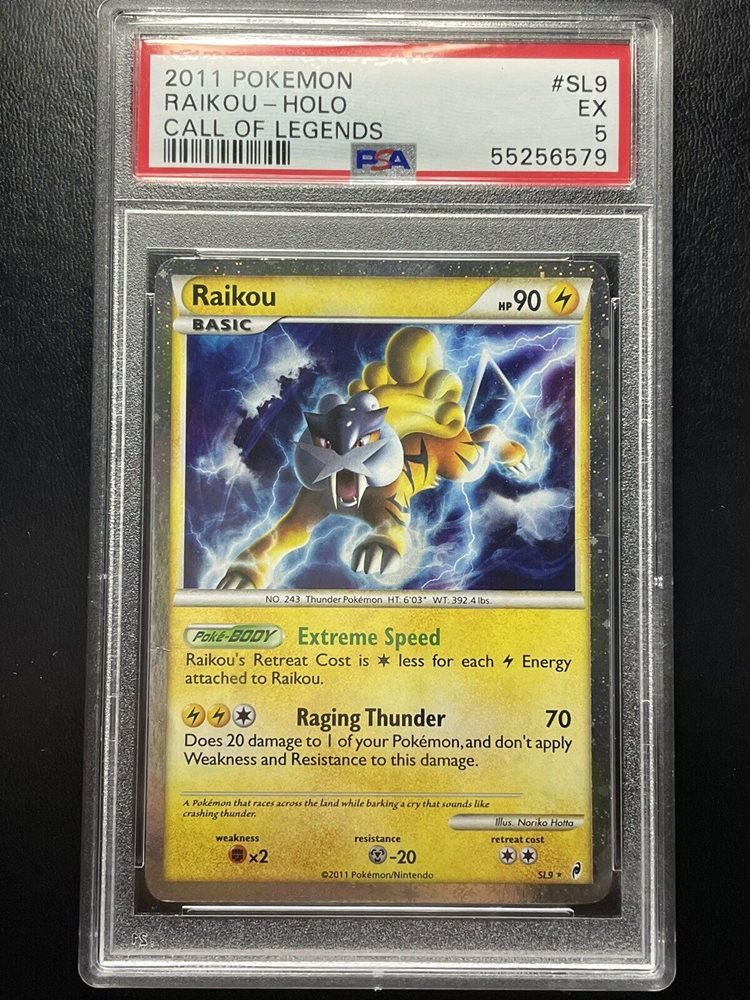 2011 POKEMON #SL9
RAIKOU - HOLO EX
CALL OF LEGENDS 5
PSA 55256579
Raikou HP 90
BASIC
NO. 243 Thunder Pokémon HT: 6'03" WT: 392.4 lbs.
Poké-BODY Extreme Speed
Raikou's Retreat Cost is less for each Energy
attached to Raikou.
Raging Thunder 70
Does 20 damage to 1 of your Pokémon, and don't apply
Weakness and Resistance to this damage.
A Pokémon that races across the land while barking a cry that sounds like
crashing thunder.
Illus. Noriko Hotta
weakness resistance retreat cost
×2 -20
©2011 Pokémon/Nintendo SL9 ★